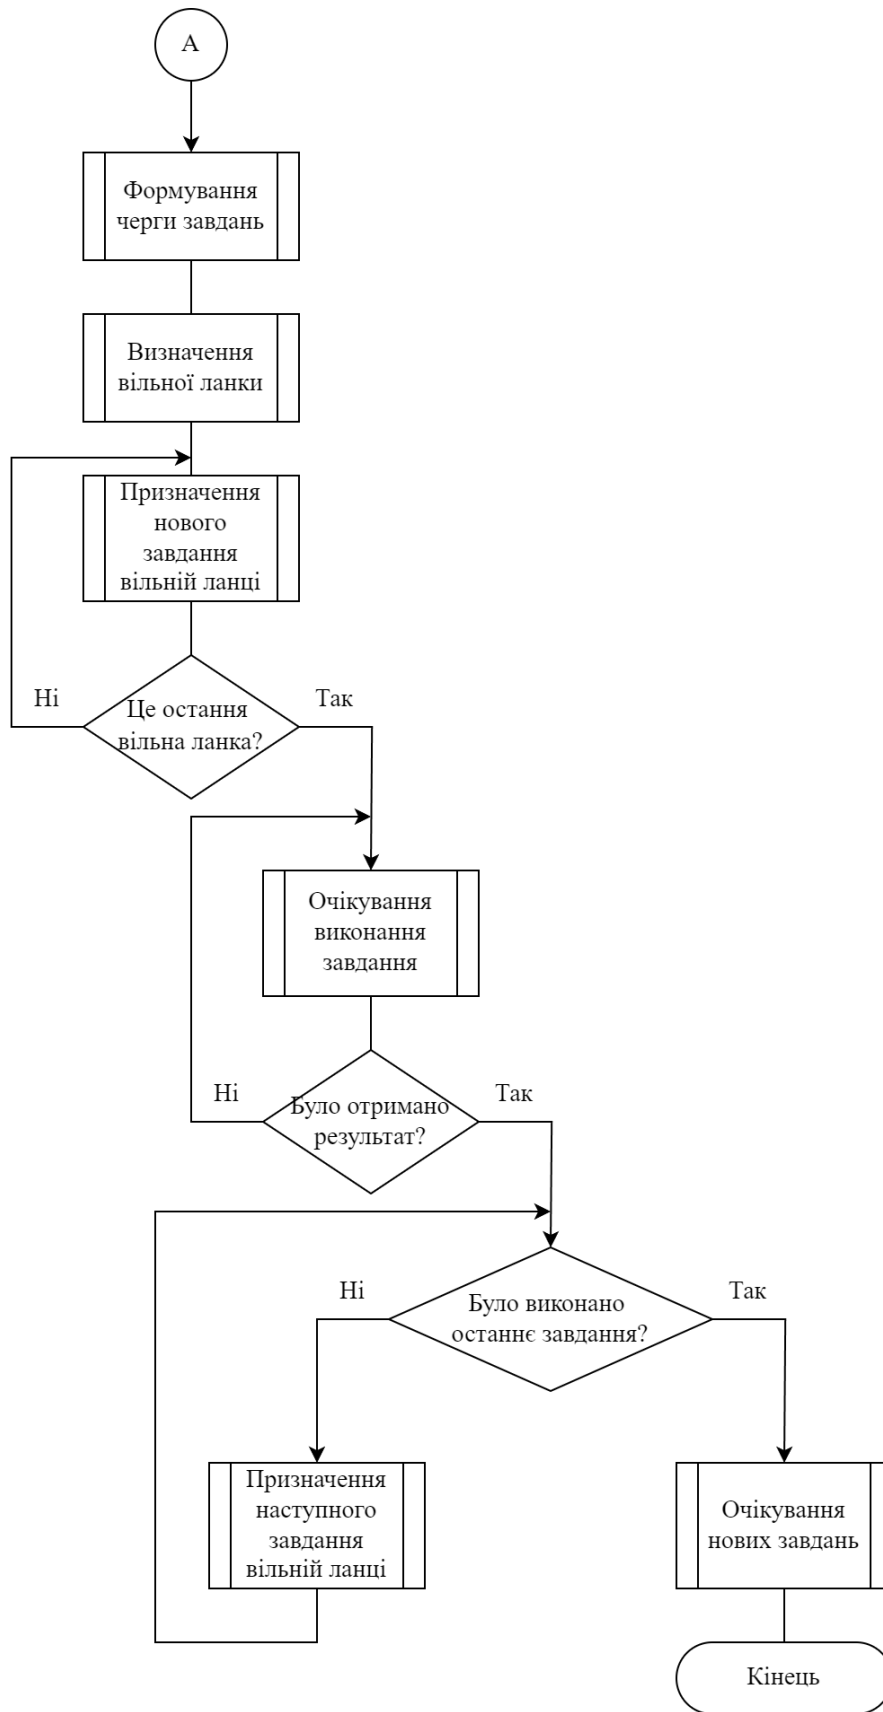 А
Формування
черги завдань
Визначення
вільної ланки
Призначення
нового
завдання
вільній ланці
Ні
Так
Це остання
вільна ланка?
Очікування
виконання
завдання
Ні
Так
Було отримано
результат?
Ні
Так
Було виконано
останнє завдання?
Призначення
наступного
завдання
вільній ланці
Очікування
нових завдань
Кінець